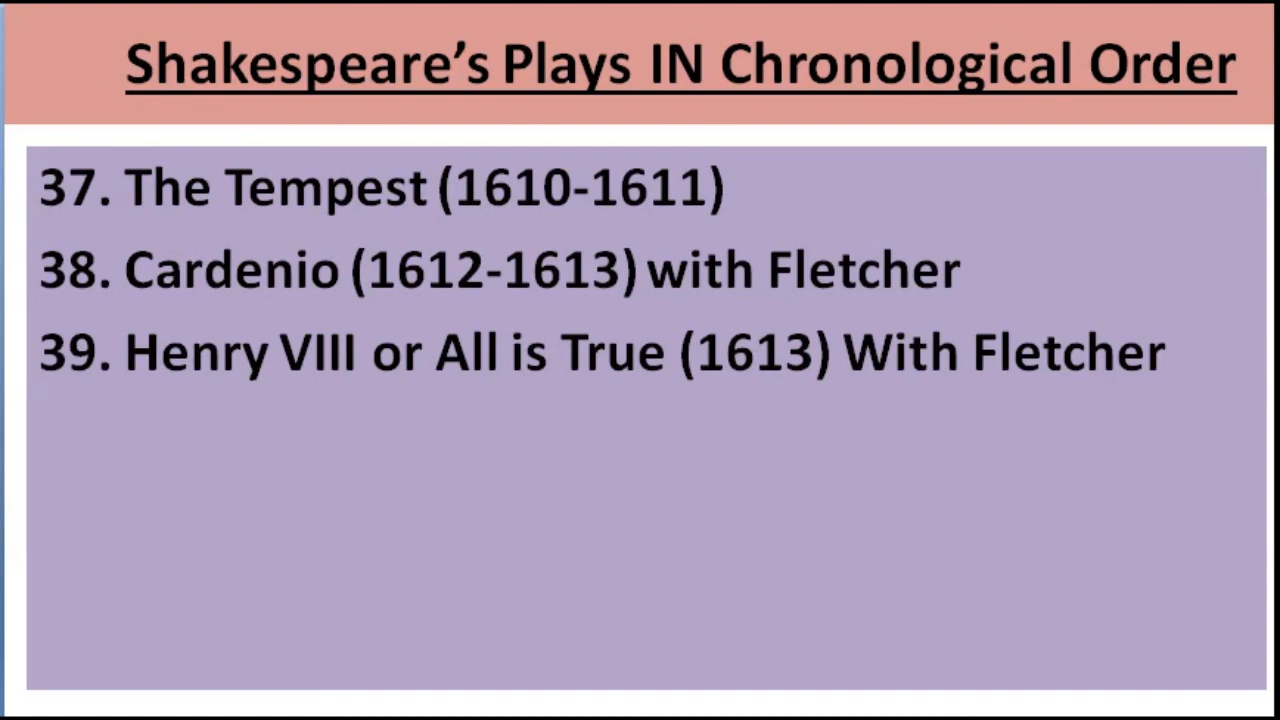 Shakespeare’s Plays IN Chronological Order
37. The Tempest (1610-1611)
38. Cardenio (1612-1613) with Fletcher
39. Henry VIII or All is True (1613) With Fletcher